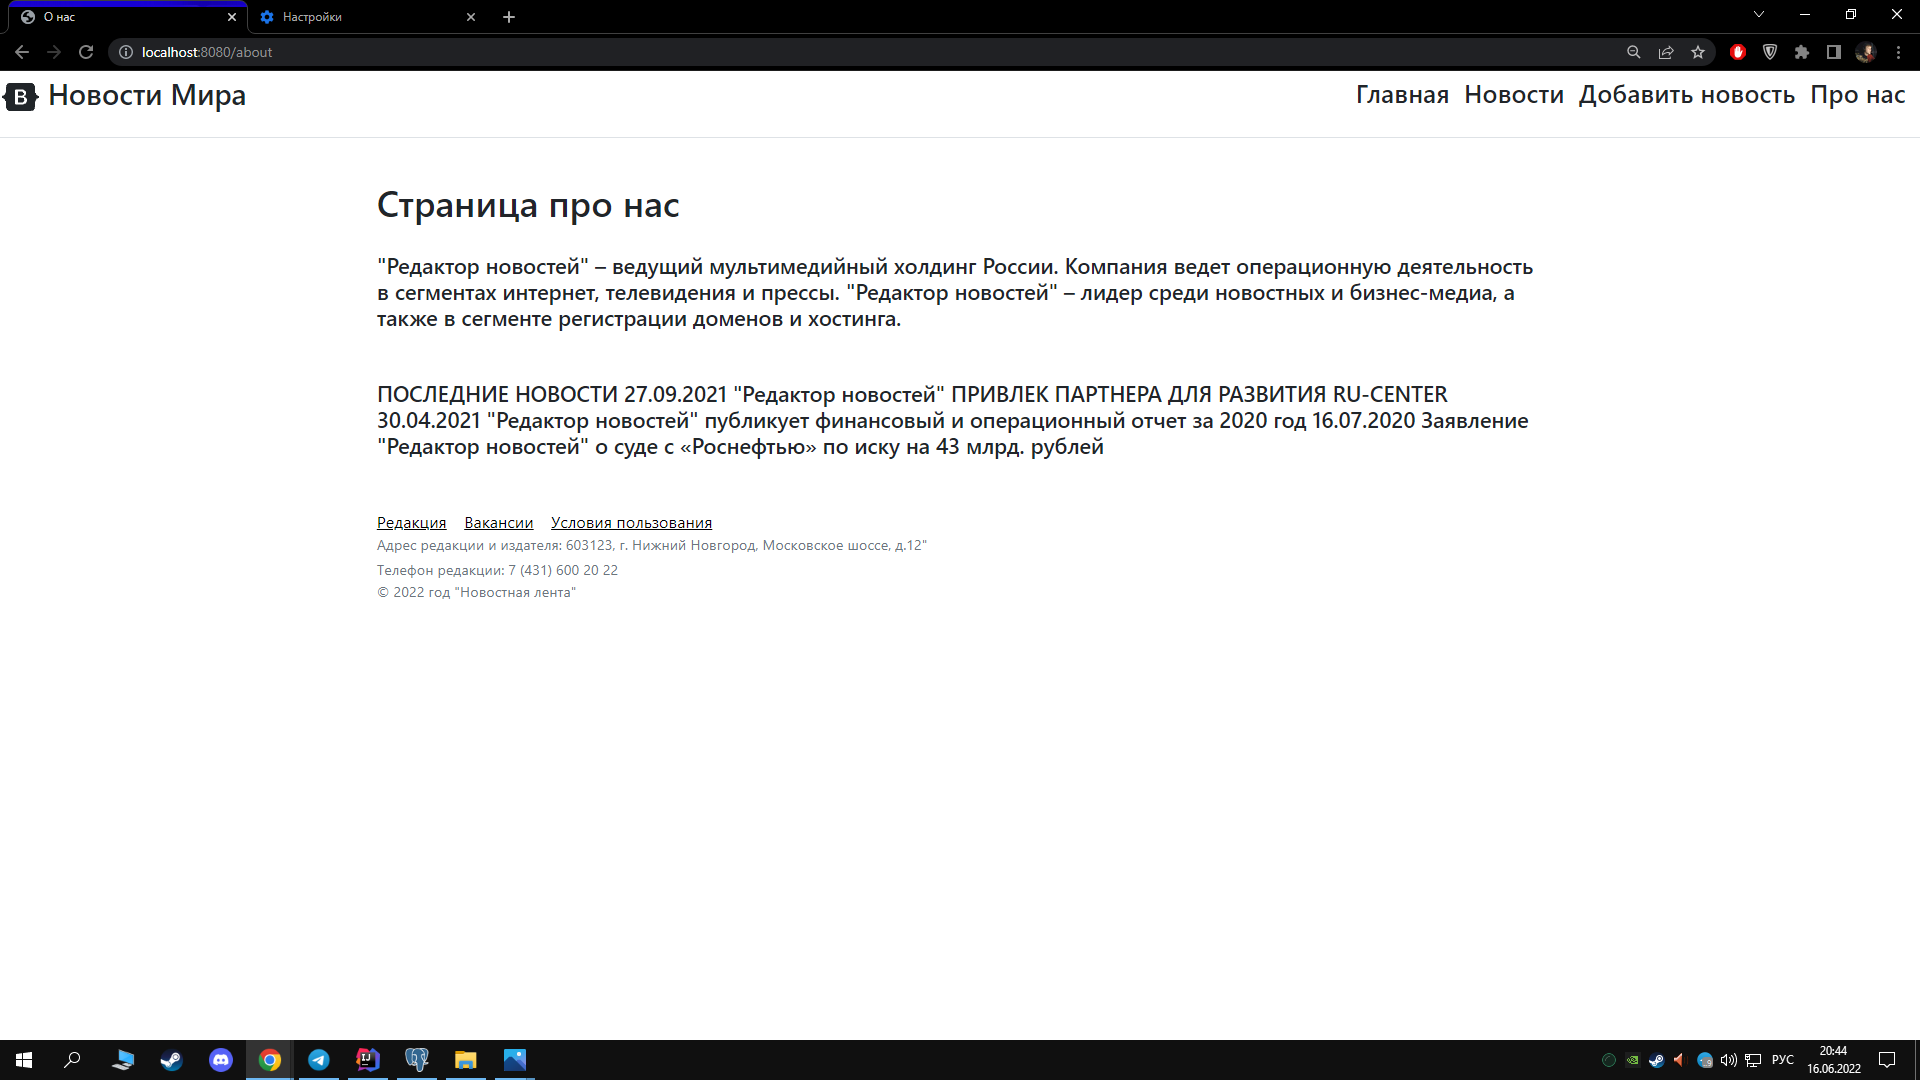 О нас
Настройки
localhost:8080/about
B Новости Мира
Главная Новости Добавить новость Про нас
Страница про нас
"Редактор новостей" – ведущий мультимедийный холдинг России. Компания ведет операционную деятельность
в сегментах интернет, телевидения и прессы. "Редактор новостей" – лидер среди новостных и бизнес-медиа, а
также в сегменте регистрации доменов и хостинга.
ПОСЛЕДНИЕ НОВОСТИ 27.09.2021 "Редактор новостей" ПРИВЛЕК ПАРТНЕРА ДЛЯ РАЗВИТИЯ RU-CENTER
30.04.2021 "Редактор новостей" публикует финансовый и операционный отчет за 2020 год 16.07.2020 Заявление
"Редактор новостей" о суде с «Роснефтью» по иску на 43 млрд. рублей
Редакция Вакансии Условия пользования
Адрес редакции и издателя: 603123, г. Нижний Новгород, Московское шоссе, д.12"
Телефон редакции: 7 (431) 600 20 22
© 2022 год "Новостная лента"
IJ
РУС
20:44
16.06.2022